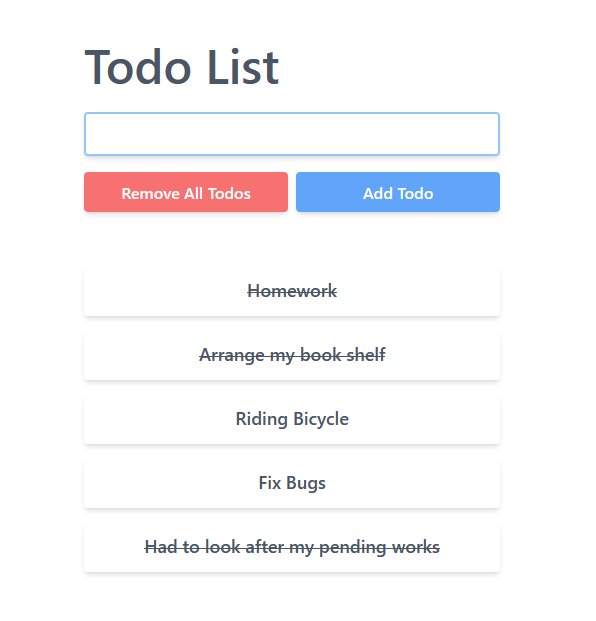 Todo List
Remove All Todos
Add Todo
Homework
Arrange my book shelf
Riding Bicycle
Fix Bugs
Had to look after my pending works